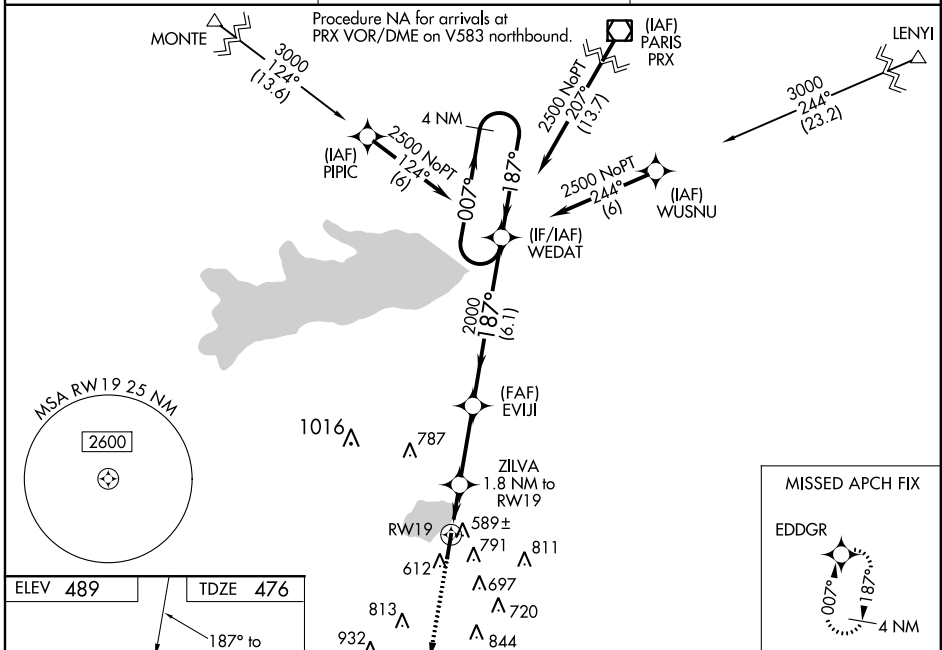 Procedure NA for arrivals at
PRX VOR/DME on V583 northbound.
MONTE
3000
124°
(13.6)
(IAF)
PARIS
PRX
LENYI
3000
244°
(23.2)
2500 NoPT
207°
(13.7)
4 NM
(IAF)
PIPIC
2500 NoPT
124°
(6)
007°
187°
2500 NoPT
244°
(6)
(IAF)
WUSNU
(IF/IAF)
WEDAT
2000
187°
(6.1)
(FAF)
EVIJI
MSA RW19 25 NM
2600
1016
787
ZILVA
1.8 NM to
RW19
RW19
589±
791
811
612
697
720
813
844
932
MISSED APCH FIX
EDDGR
007°
187°
4 NM
ELEV 489
TDZE 476
187° to